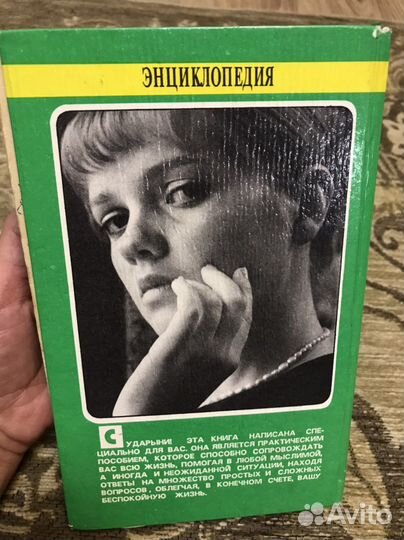 ЭНЦИКЛОПЕДИЯ
СУДАРЫНИ! ЭТА КНИГА НАПИСАНА СПЕ-
ЦИАЛЬНО ДЛЯ ВАС. ОНА ЯВЛЯЕТСЯ ПРАКТИЧЕСКИМ
ПОСОБИЕМ, КОТОРОЕ СПОСОБНО СОПРОВОЖДАТЬ
ВАС ВСЮ ЖИЗНЬ, ПОМОГАЯ В ЛЮБОЙ МЫСЛИМОЙ,
А ИНОГДА И НЕОЖИДАННОЙ СИТУАЦИИ, НАХОДЯ
ОТВЕТЫ НА МНОЖЕСТВО ПРОСТЫХ И СЛОЖНЫХ
ВОПРОСОВ, ОБЛЕГЧАЯ, В КОНЕЧНОМ СЧЕТЕ, ВАШУ
БЕСПОКОЙНУЮ ЖИЗНЬ.
Avito